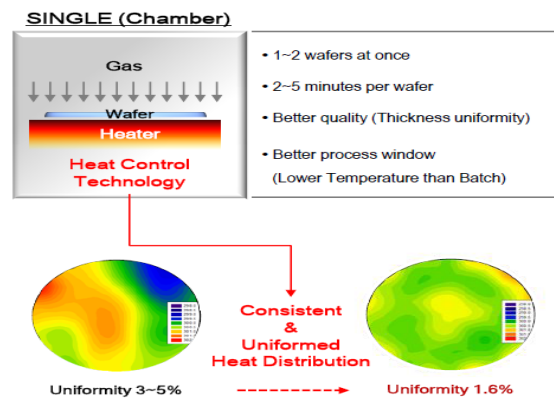 SINGLE (Chamber)
Gas
Wafer
Heater
Heat Control
Technology
• 1~2 wafers at once
• 2~5 minutes per wafer
• Better quality (Thickness uniformity)
• Better process window
(Lower Temperature than Batch)
Consistent
&
Uniformed
Heat Distribution
Uniformity 3~5%
Uniformity 1.6%